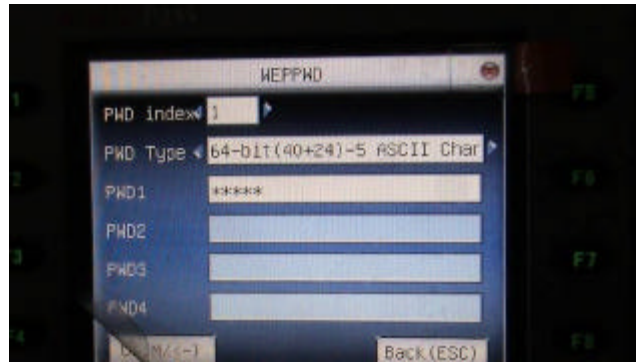 WEPPWD
PWD index 1
F5
PWD Type 64-bit(40+24)-5 ASCII Char
F6
PWD1 *****
PWD2
PWD3
F7
PWD4
Back(ESC)
F8